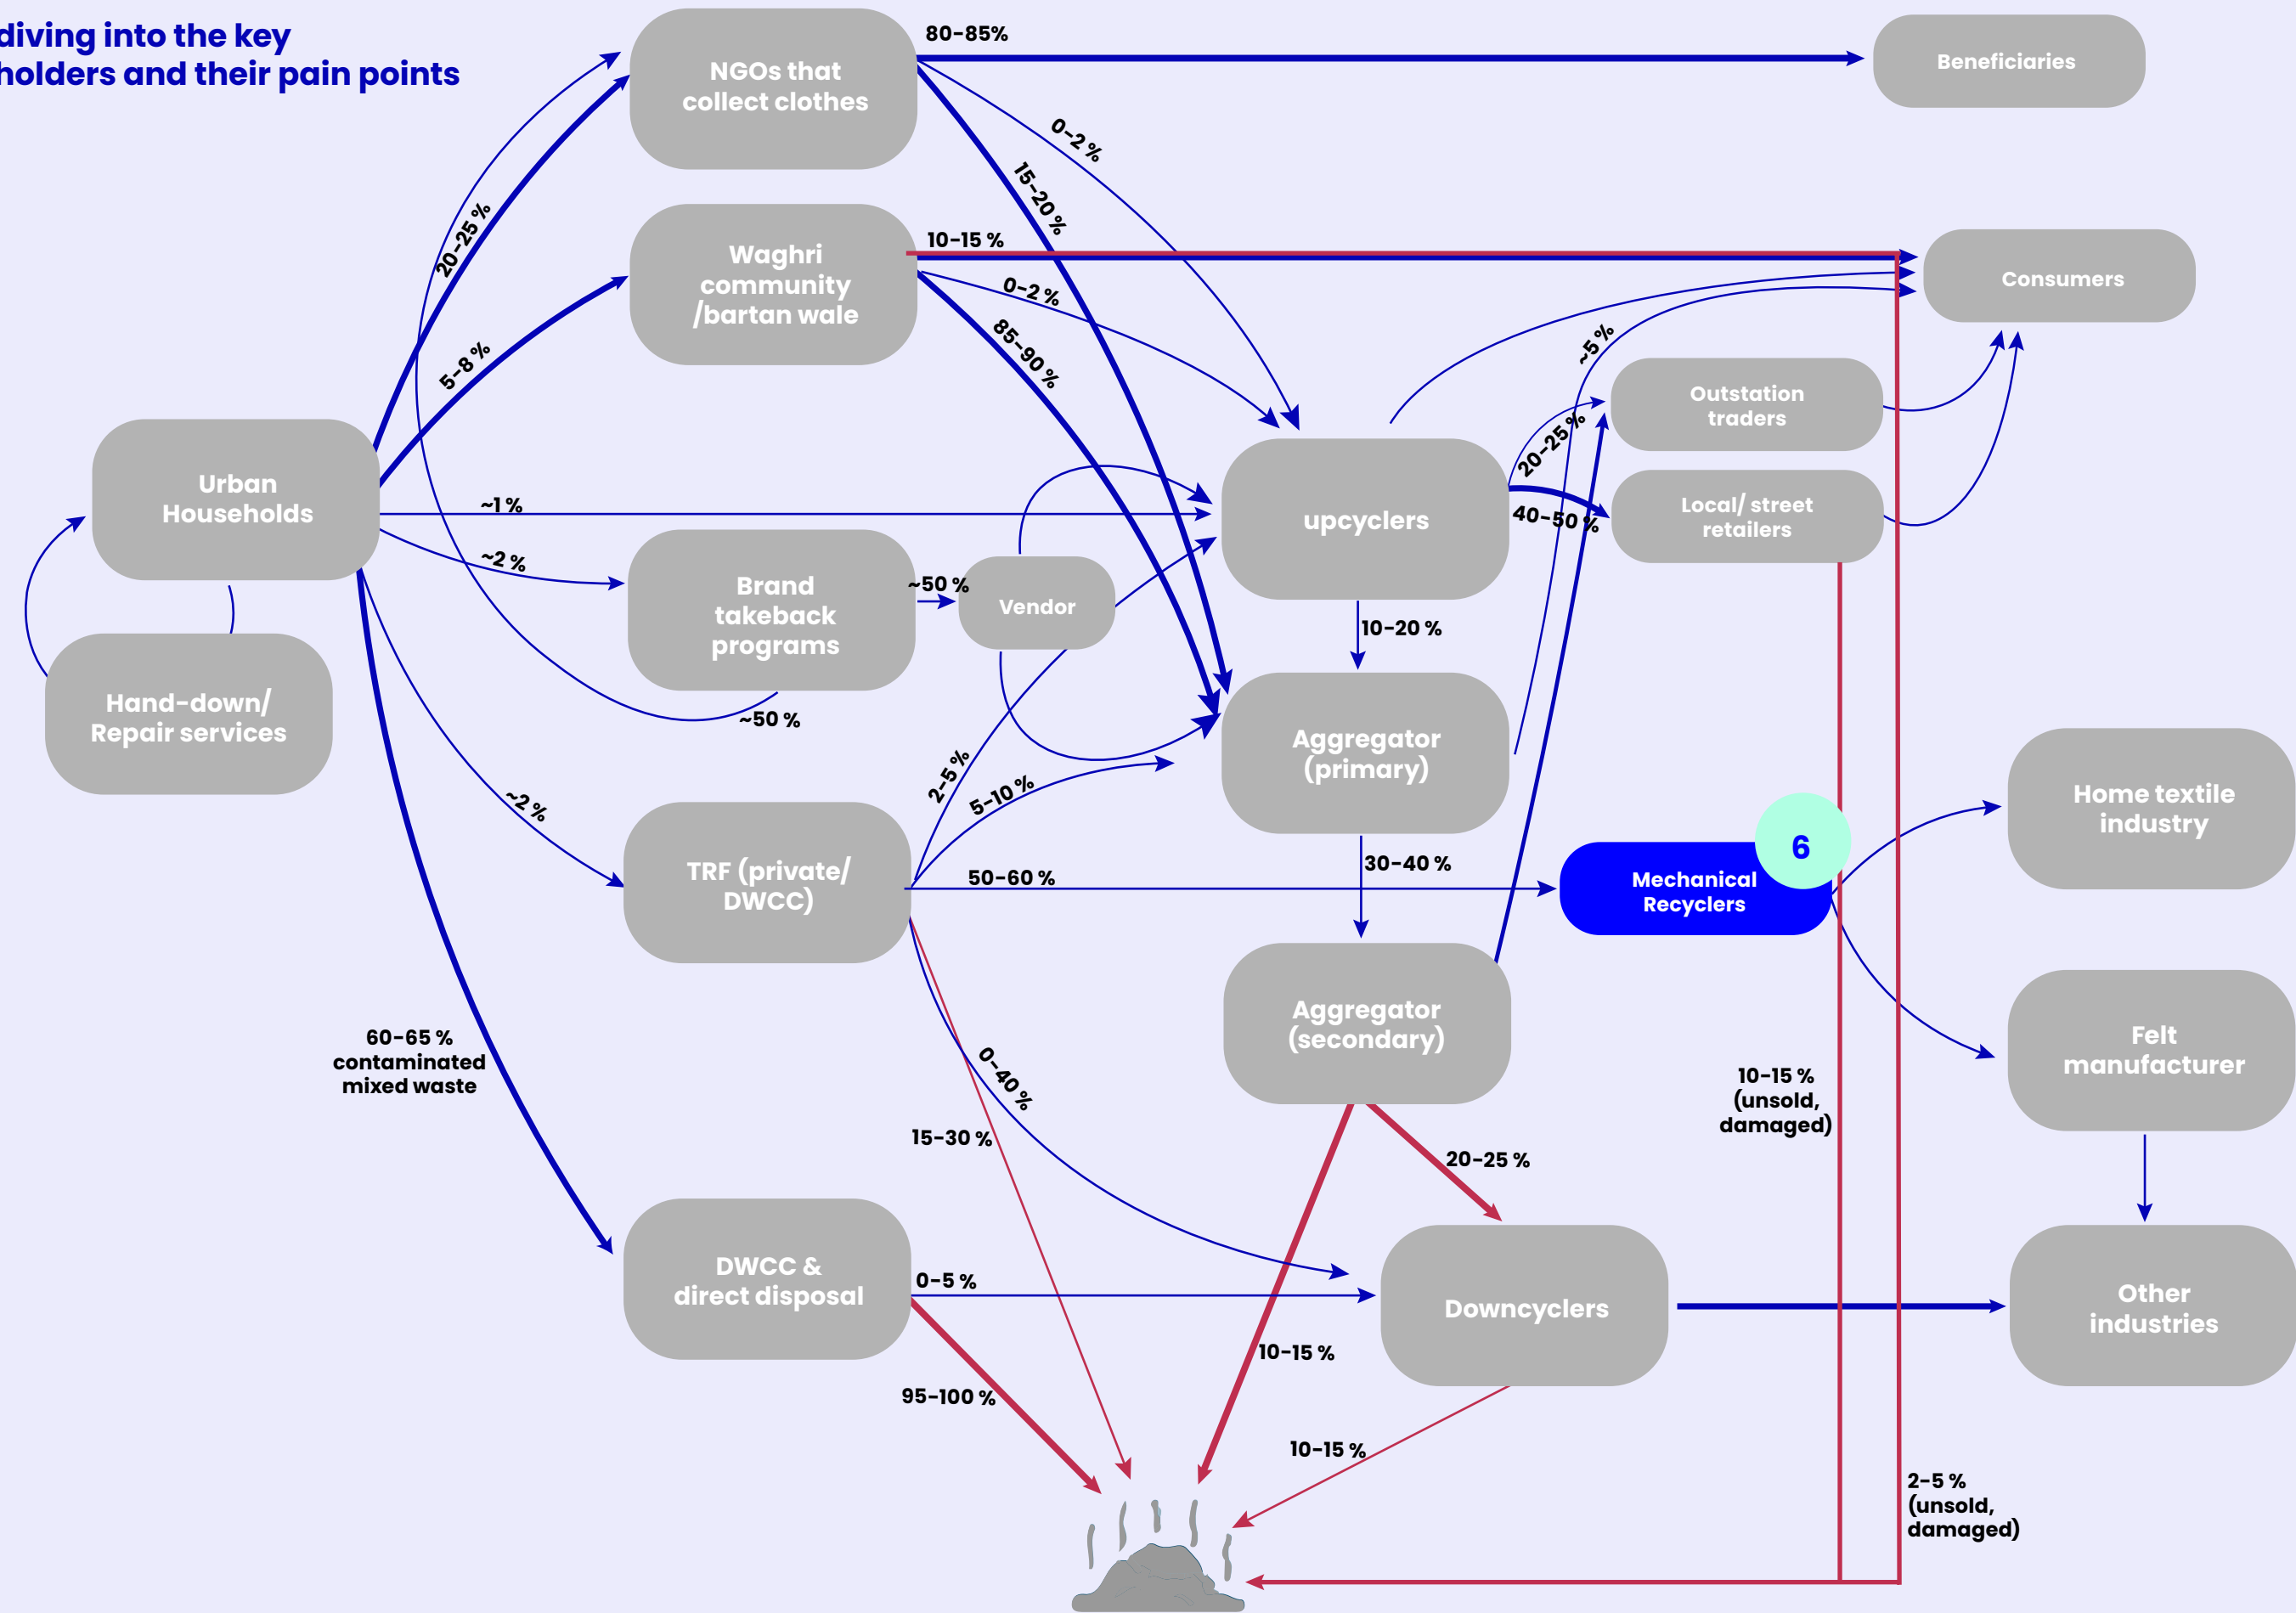 diving into the key
holders and their pain points
80-85%
NGOs that
collect clothes
Beneficiaries
0-2 %
15-20 %
20-25 %
10-15 %
Waghri
community
/bartan wale
0-2 %
Consumers
85-90 %
5-8 %
~5 %
Outstation
traders
20-25 %
Urban
Households
~1 %
upcyclers
40-50 %
Local/ street
retailers
~2 %
Brand
takeback
programs
~50 %
Vendor
10-20 %
Hand-down/
Repair services
~50 %
Aggregator
(primary)
2-5 %
5-10 %
~2 %
Home textile
industry
6
TRF (private/
DWCC)
50-60 %
30-40 %
Mechanical
Recyclers
Aggregator
(secondary)
Felt
manufacturer
60-65 %
contaminated
mixed waste
0-40 %
10-15 %
(unsold,
damaged)
15-30 %
20-25 %
DWCC &
direct disposal
0-5 %
Downcyclers
Other
industries
10-15 %
95-100 %
10-15 %
2-5 %
(unsold,
damaged)